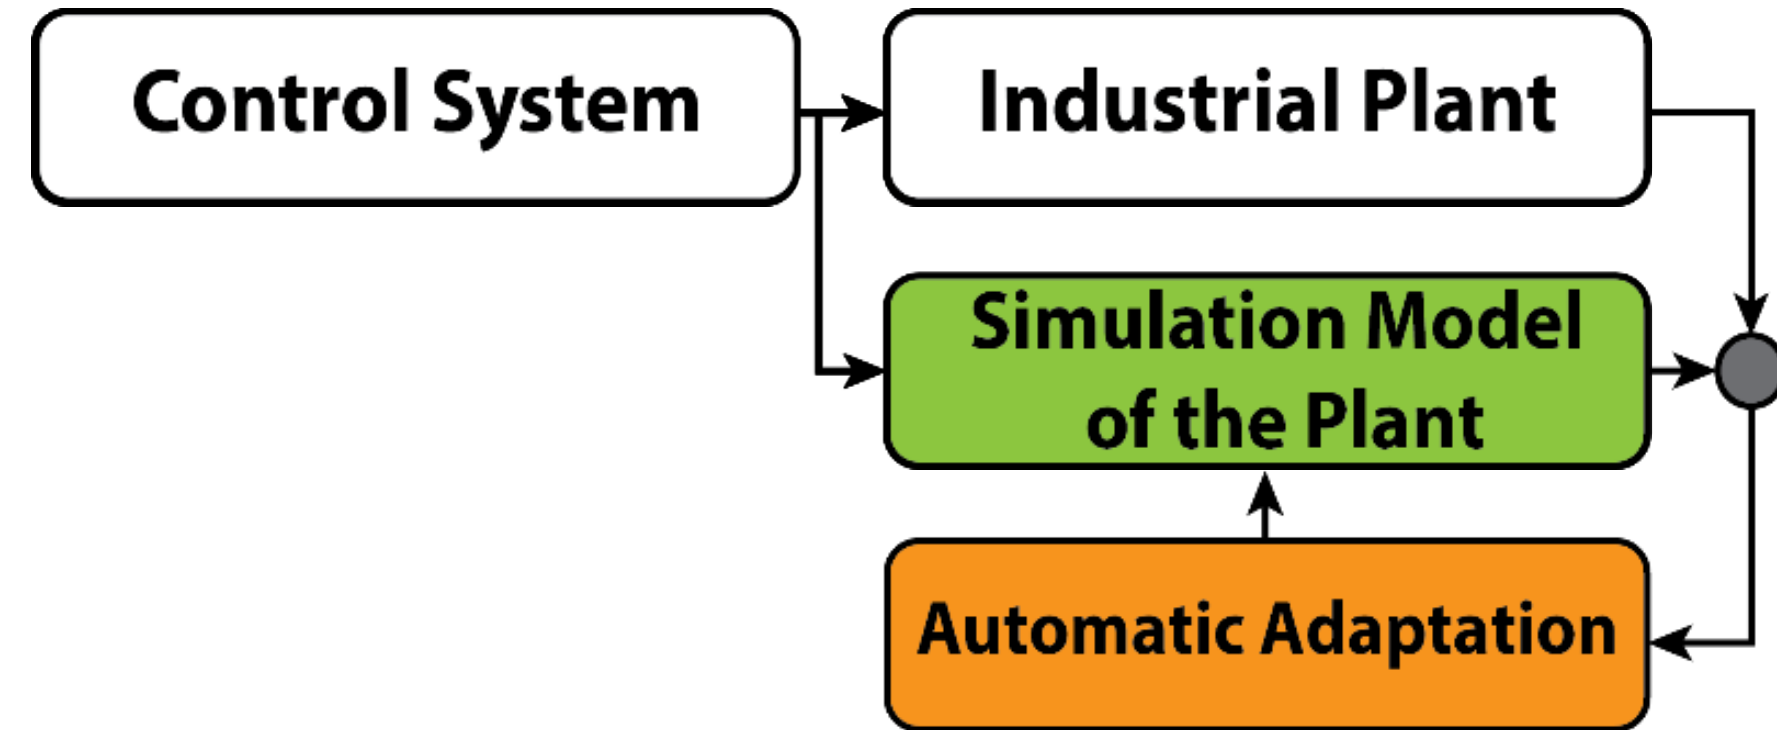 Control System
Industrial Plant
Simulation Model
of the Plant
Automatic Adaptation